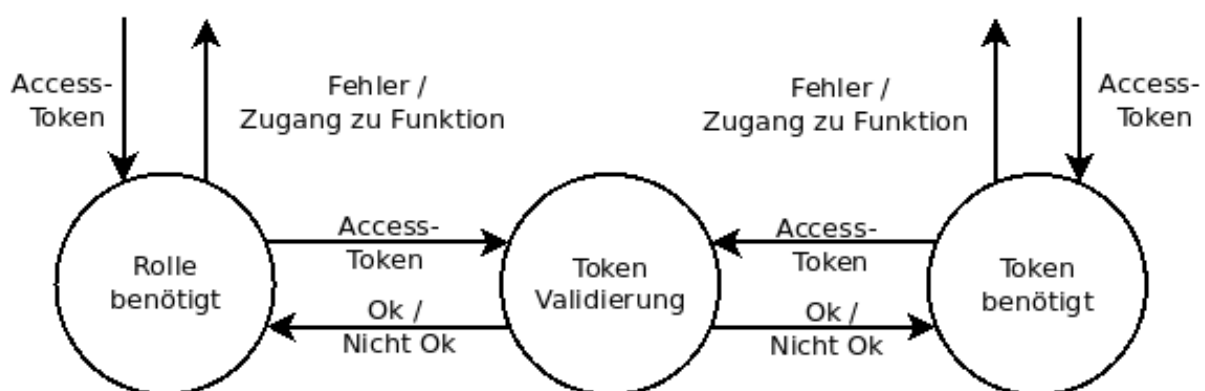 Access-
Token
Fehler /
Zugang zu Funktion
Fehler /
Zugang zu Funktion
Access-
Token
Rolle
benötigt
Access-
Token
Ok /
Nicht Ok
Token
Validierung
Access-
Token
Ok /
Nicht Ok
Token
benötigt